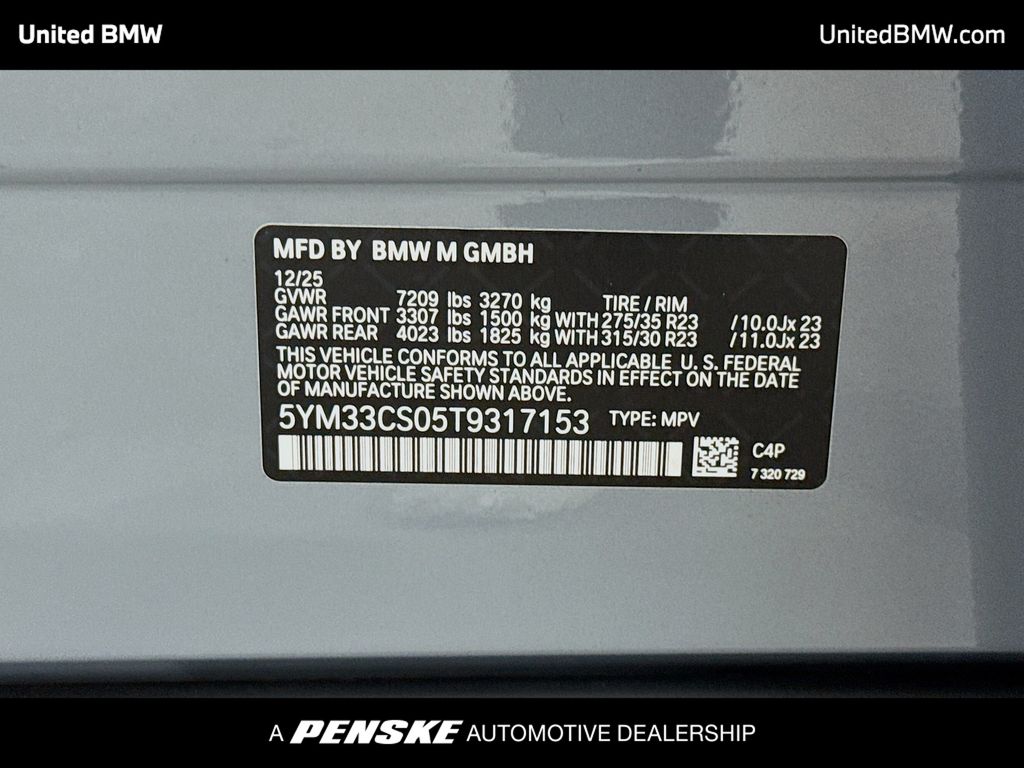 United BMW
UnitedBMW.com
MFD BY BMW M GMBH
12/25
GVWR 7209 lbs 3270 kg TIRE / RIM
GAWR FRONT 3307 lbs 1500 kg WITH 275/35 R23 /10.0Jx 23
GAWR REAR 4023 lbs 1825 kg WITH 315/30 R23 /11.0Jx 23
THIS VEHICLE CONFORMS TO ALL APPLICABLE U. S. FEDERAL
MOTOR VEHICLE SAFETY STANDARDS IN EFFECT ON THE DATE
OF MANUFACTURE SHOWN ABOVE.
5YM33CS05T9317153 TYPE: MPV
C4P
7 320 729
A PENSKE AUTOMOTIVE DEALERSHIP